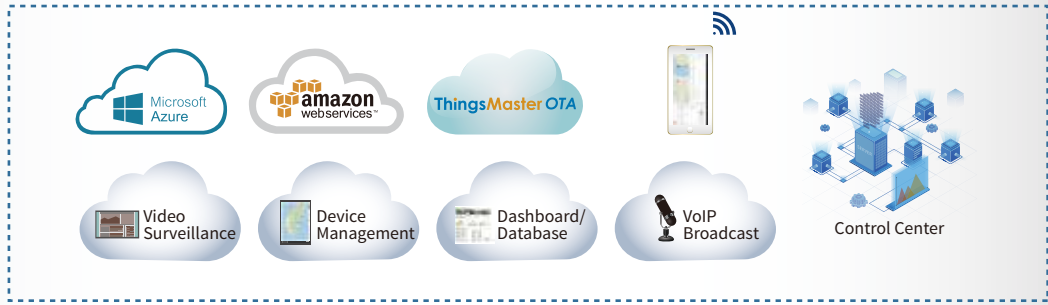 Microsoft
Azure
amazon
webservices™
ThingsMaster OTA
Video
Surveillance
Device
Management
Dashboard/
Database
VoIP
Broadcast
Control Center